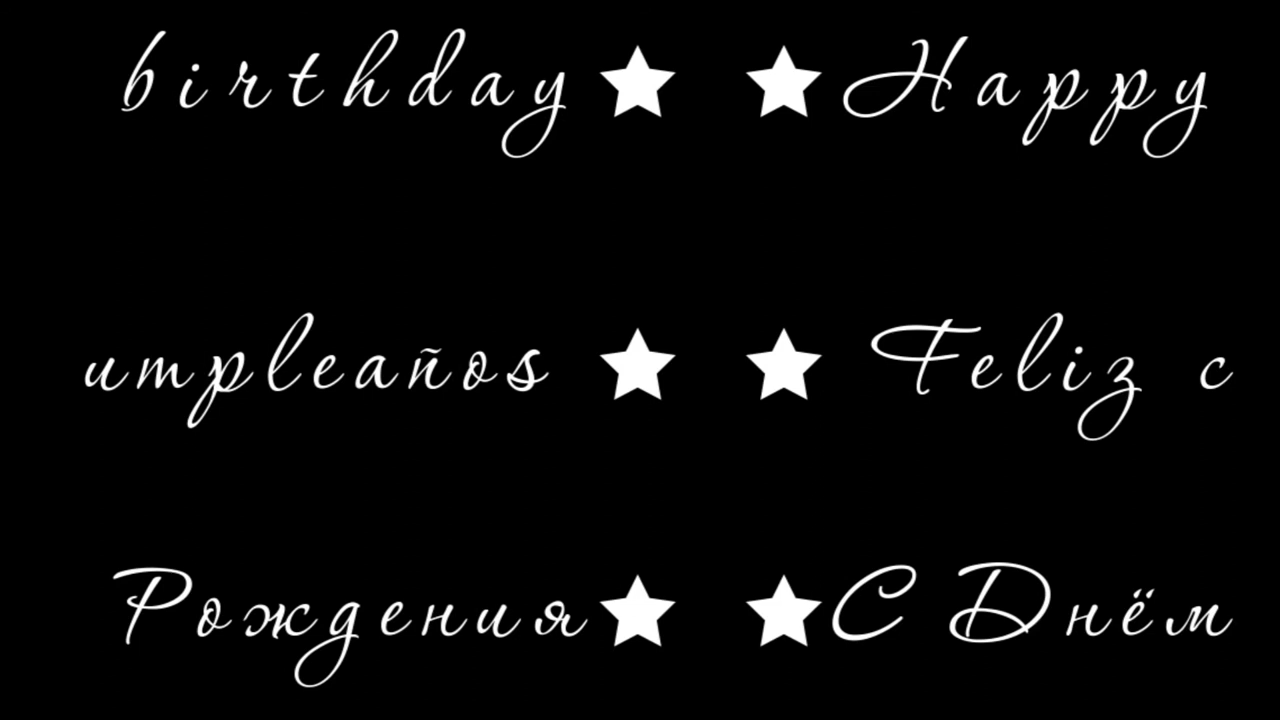 birthday ★ ★ Happy
umpleaños ★ ★ Feliz c
Рождения ★ ★ С Днём